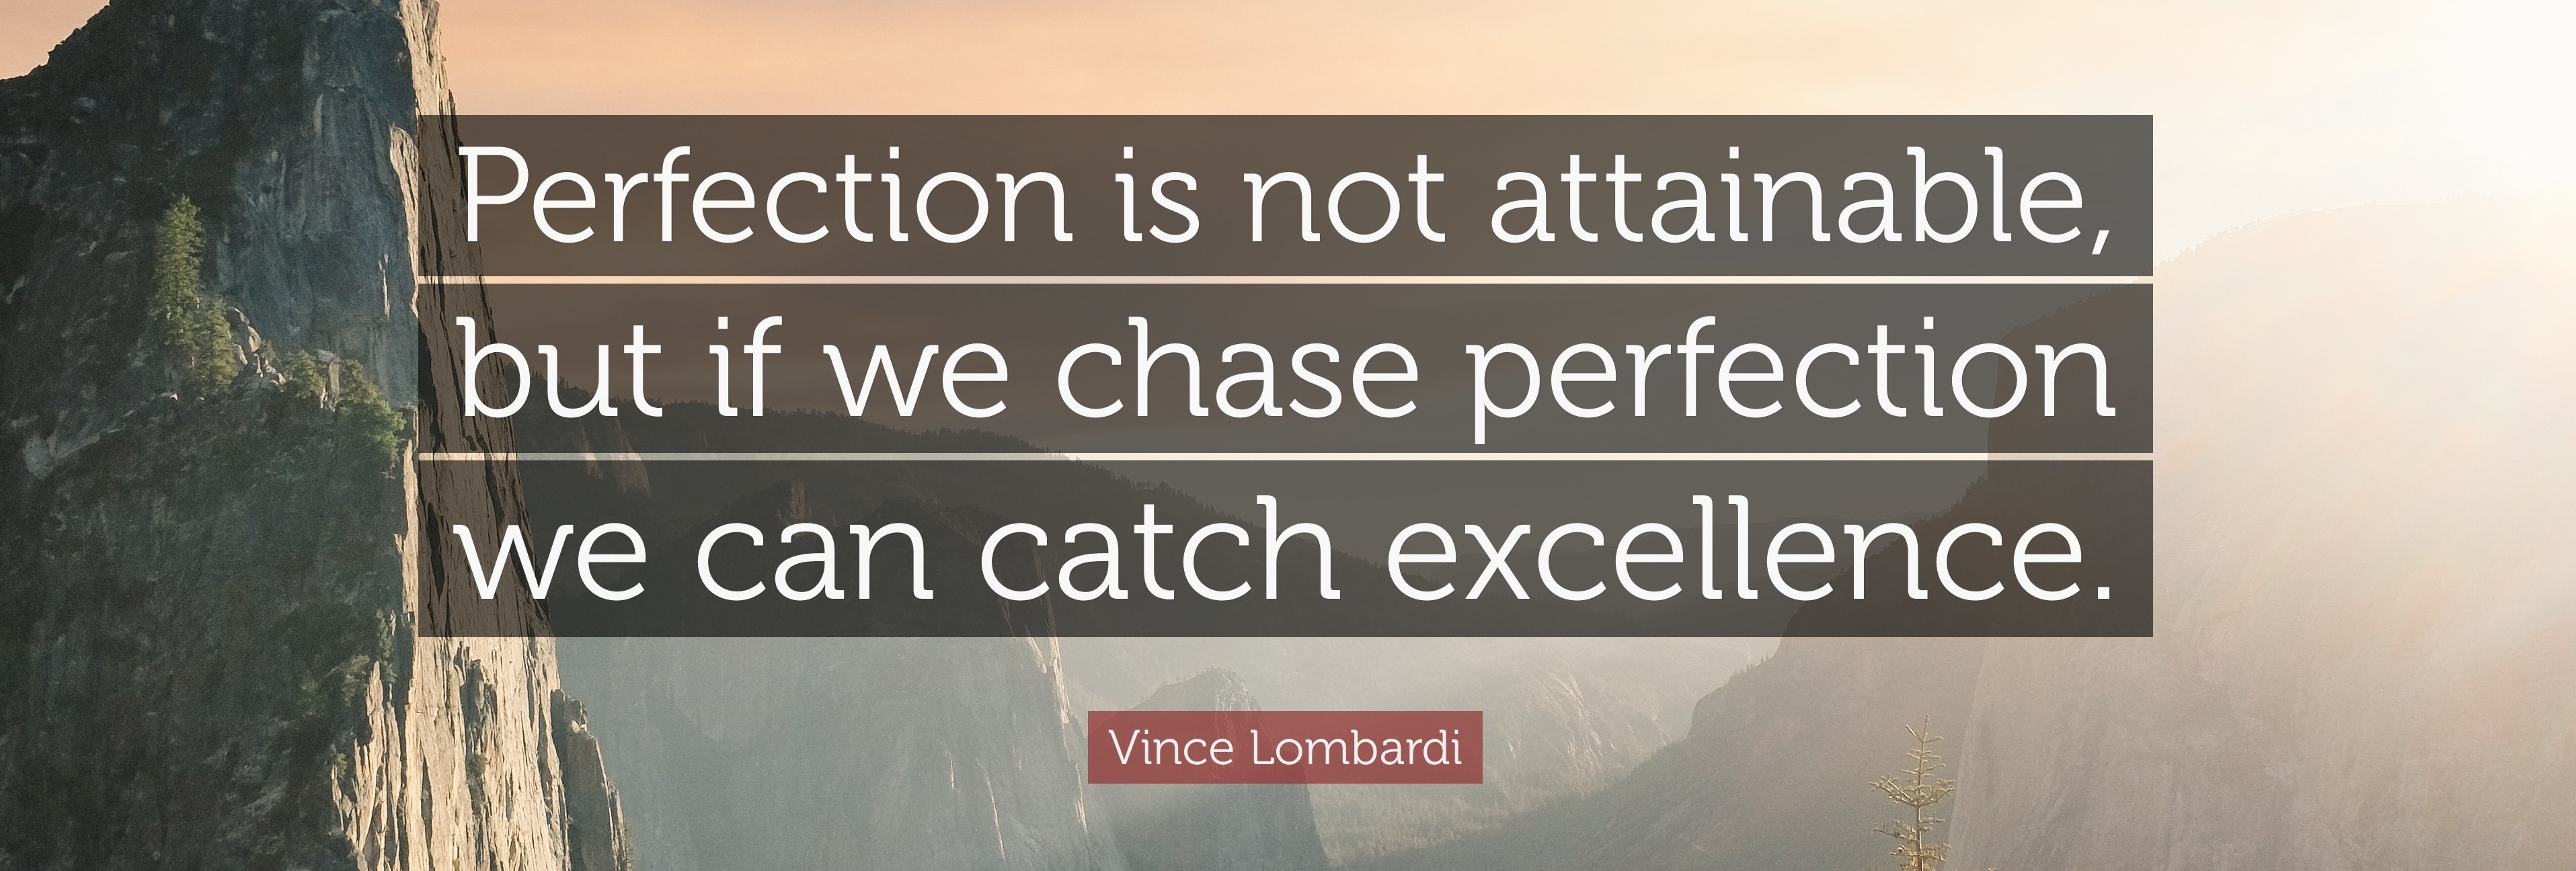 Perfection is not attainable,
but if we chase perfection
we can catch excellence.
Vince Lombardi